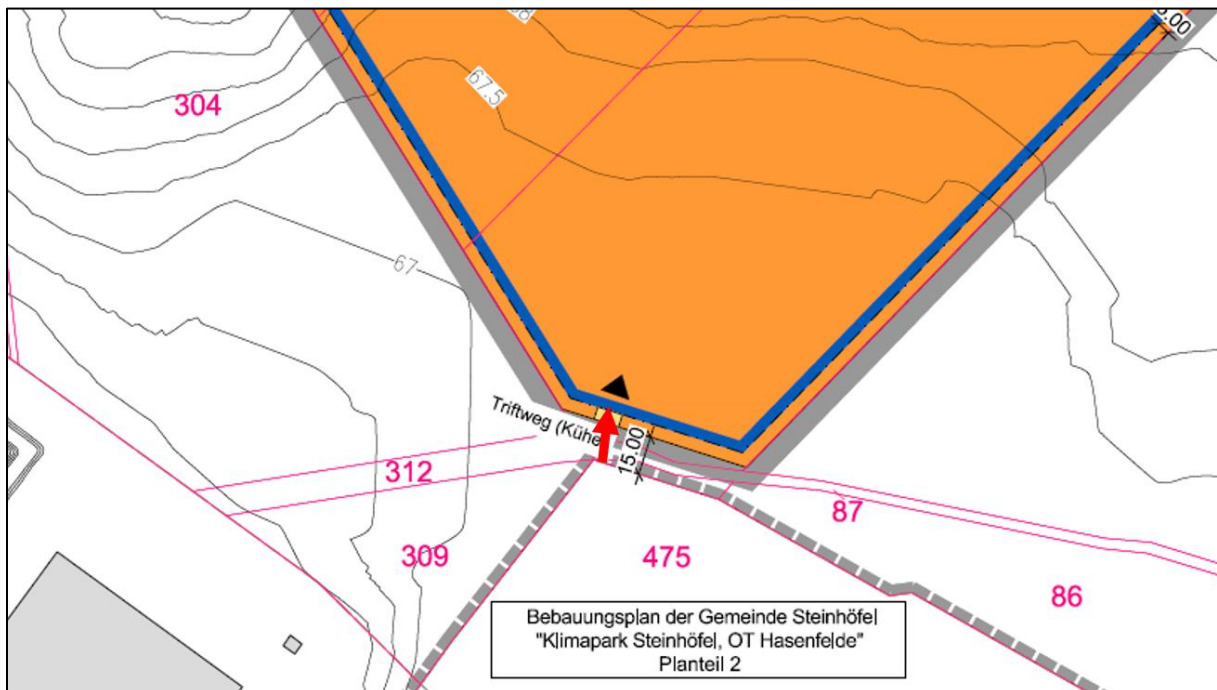 5.00
304
67.5
67
Triftweg (Kühe
15.00
312
87
309
475
86
Bebauungsplan der Gemeinde Steinhöfel
"Klimapark Steinhöfel, OT Hasenfelde"
Planteil 2